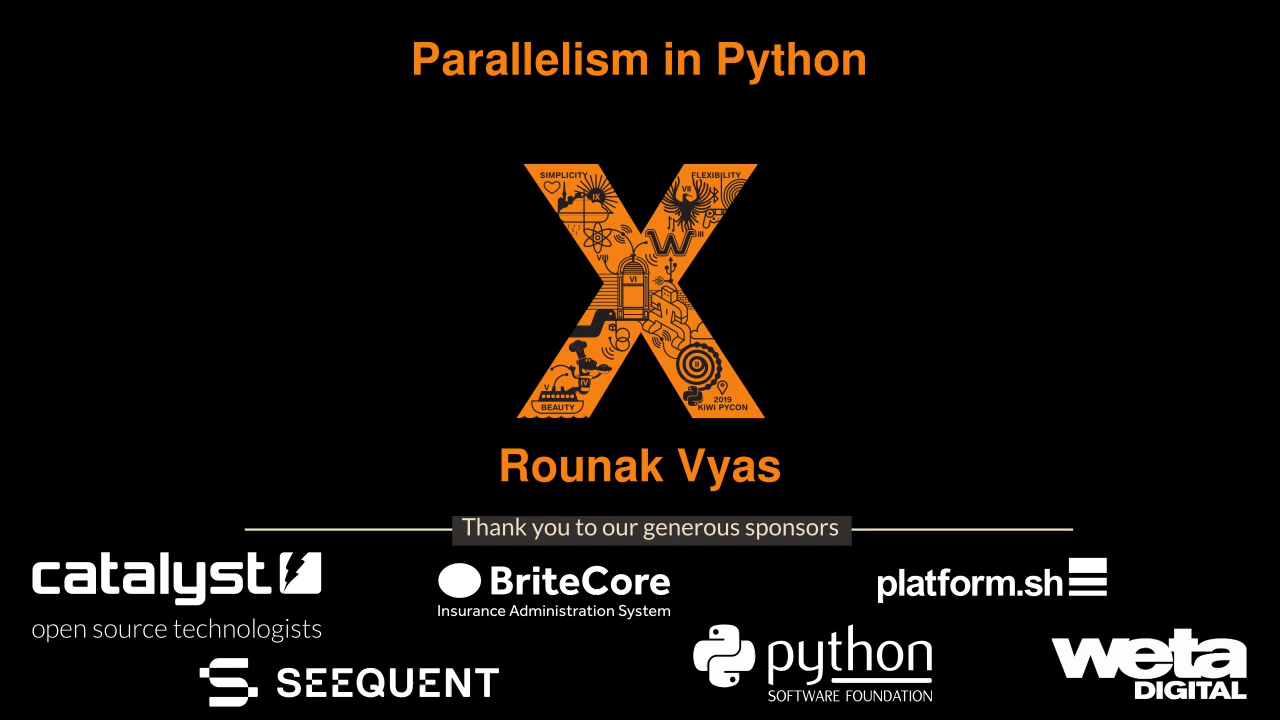 Parallelism in Python
SIMPLICITY
FLEXIBILITY
IX
VII
III
W
VIII
VI
II
V
IV
2019
BEAUTY
KIWI PYCON
Rounak Vyas
Thank you to our generous sponsors
catalyst
open source technologists
BriteCore
Insurance Administration System
platform.sh
SEEQUENT
python
SOFTWARE FOUNDATION
weta
DIGITAL